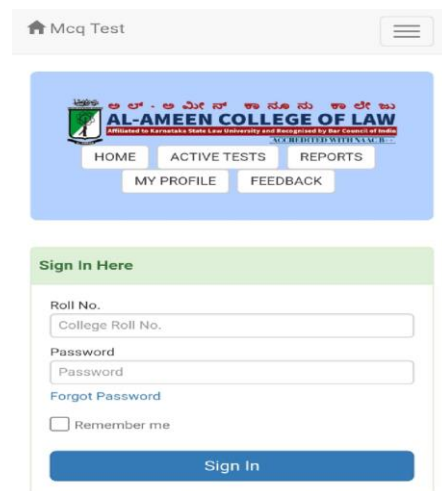 Mcq Test
ಅಲ್ - ಅಮೀನ್ ಕಾನೂನು ಕಾಲೇಜು
AL-AMEEN COLLEGE OF LAW
Affiliated to Karnataka State Law University and Recognised by Bar Council of India
ACCREDITED WITH NAAC B++
HOME ACTIVE TESTS REPORTS
MY PROFILE FEEDBACK
Sign In Here
Roll No.
College Roll No.
Password
Password
Forgot Password
Remember me
Sign In